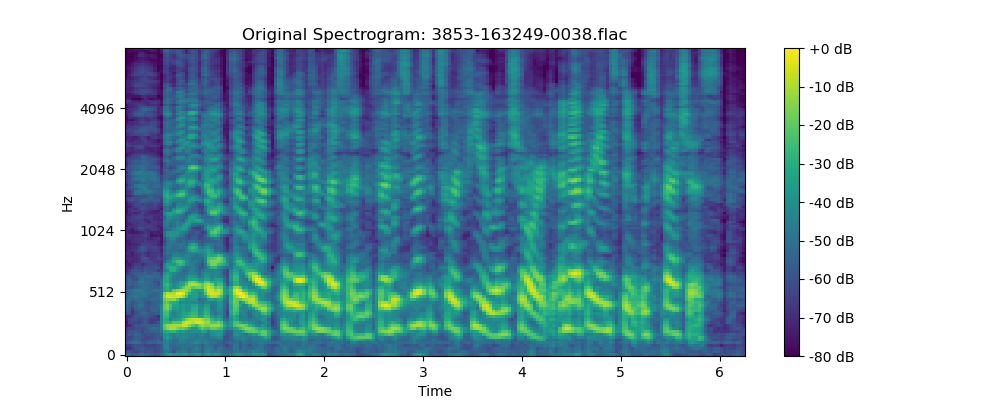 Original Spectrogram: 3853-163249-0038.flac
Hz
4096
2048
1024
512
0
0 1 2 3 4 5 6
Time
+0 dB
-10 dB
-20 dB
-30 dB
-40 dB
-50 dB
-60 dB
-70 dB
-80 dB